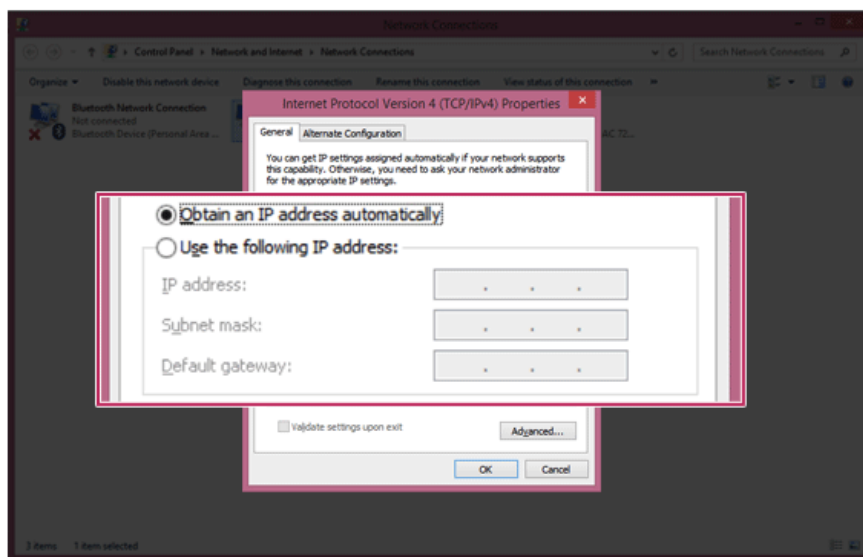 Network Connections
Control Panel Network and Internet Network Connections Search Network Connections
Organize Disable this network device Diagnose this connection Rename this connection View status of this connection »
Bluetooth Network Connection
Not connected
Bluetooth Device (Personal Area ...
AC 72...
Internet Protocol Version 4 (TCP/IPv4) Properties
General Alternate Configuration
You can get IP settings assigned automatically if your network supports
this capability. Otherwise, you need to ask your network administrator
for the appropriate IP settings.
Obtain an IP address automatically
Use the following IP address:
IP address: . . .
Subnet mask: . . .
Default gateway: . . .
Validate settings upon exit
Advanced...
OK Cancel
3 items 1 item selected